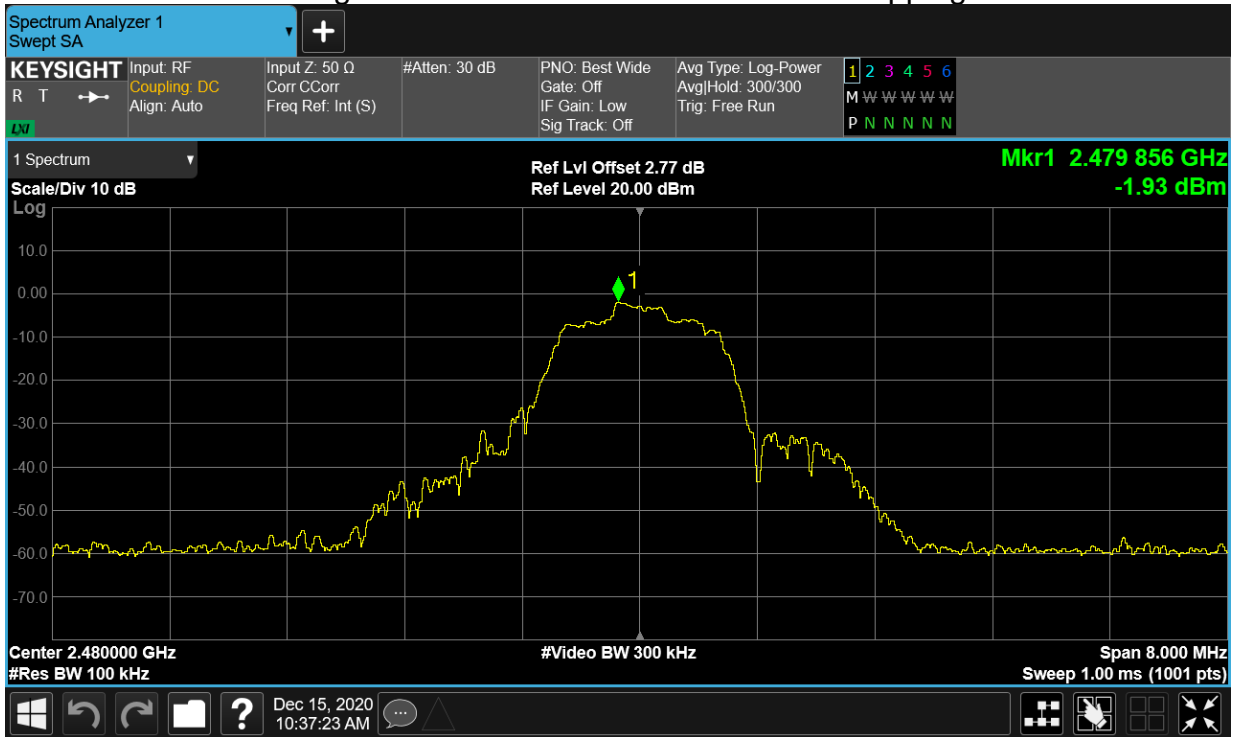 Spectrum Analyzer 1
Swept SA
+
KEYSIGHT
R T
LXI
Input: RF
Coupling: DC
Align: Auto
Input Z: 50 Ω
Corr CCorr
Freq Ref: Int (S)
#Atten: 30 dB
PNO: Best Wide
Gate: Off
IF Gain: Low
Sig Track: Off
Avg Type: Log-Power
Avg|Hold: 300/300
Trig: Free Run
1 2 3 4 5 6
M W W W W W
P N N N N N
1 Spectrum
Ref Lvl Offset 2.77 dB
Mkr1 2.479 856 GHz
Scale/Div 10 dB
Ref Level 20.00 dBm
-1.93 dBm
Log
10.0
0.00
-10.0
-20.0
-30.0
-40.0
-50.0
-60.0
-70.0
1
Center 2.480000 GHz
#Video BW 300 kHz
Span 8.000 MHz
#Res BW 100 kHz
Sweep 1.00 ms (1001 pts)
?
Dec 15, 2020
10:37:23 AM